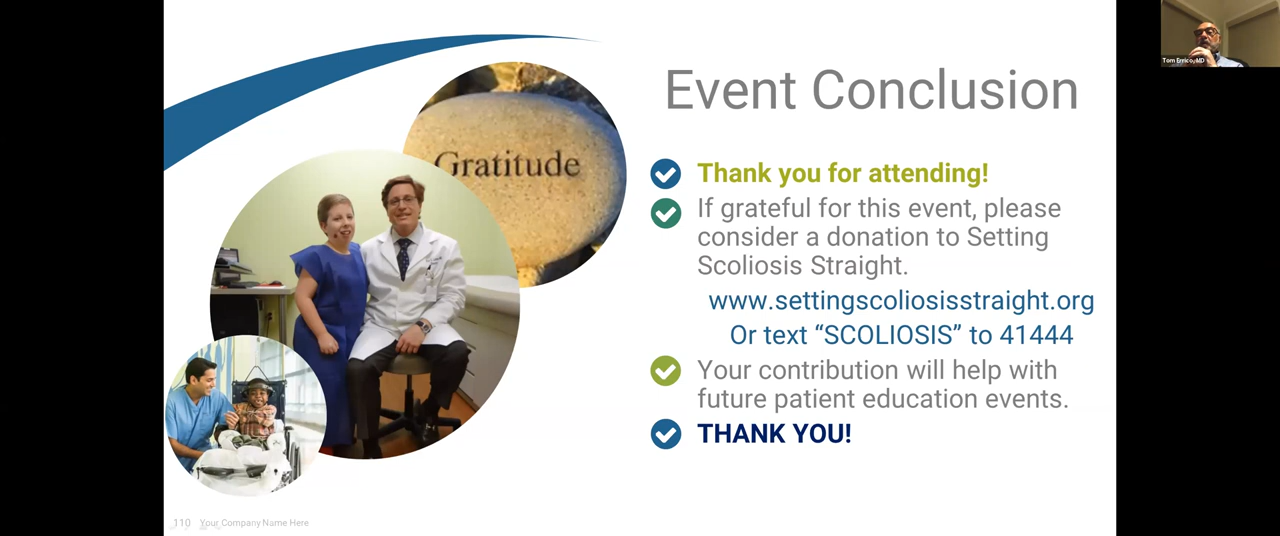 Tom Errico, MD
Event Conclusion
Gratitude
Thank you for attending!
If grateful for this event, please
consider a donation to Setting
Scoliosis Straight.
www.settingscoliosisstraight.org
Or text “SCOLIOSIS” to 41444
Your contribution will help with
future patient education events.
THANK YOU!
110 Your Company Name Here